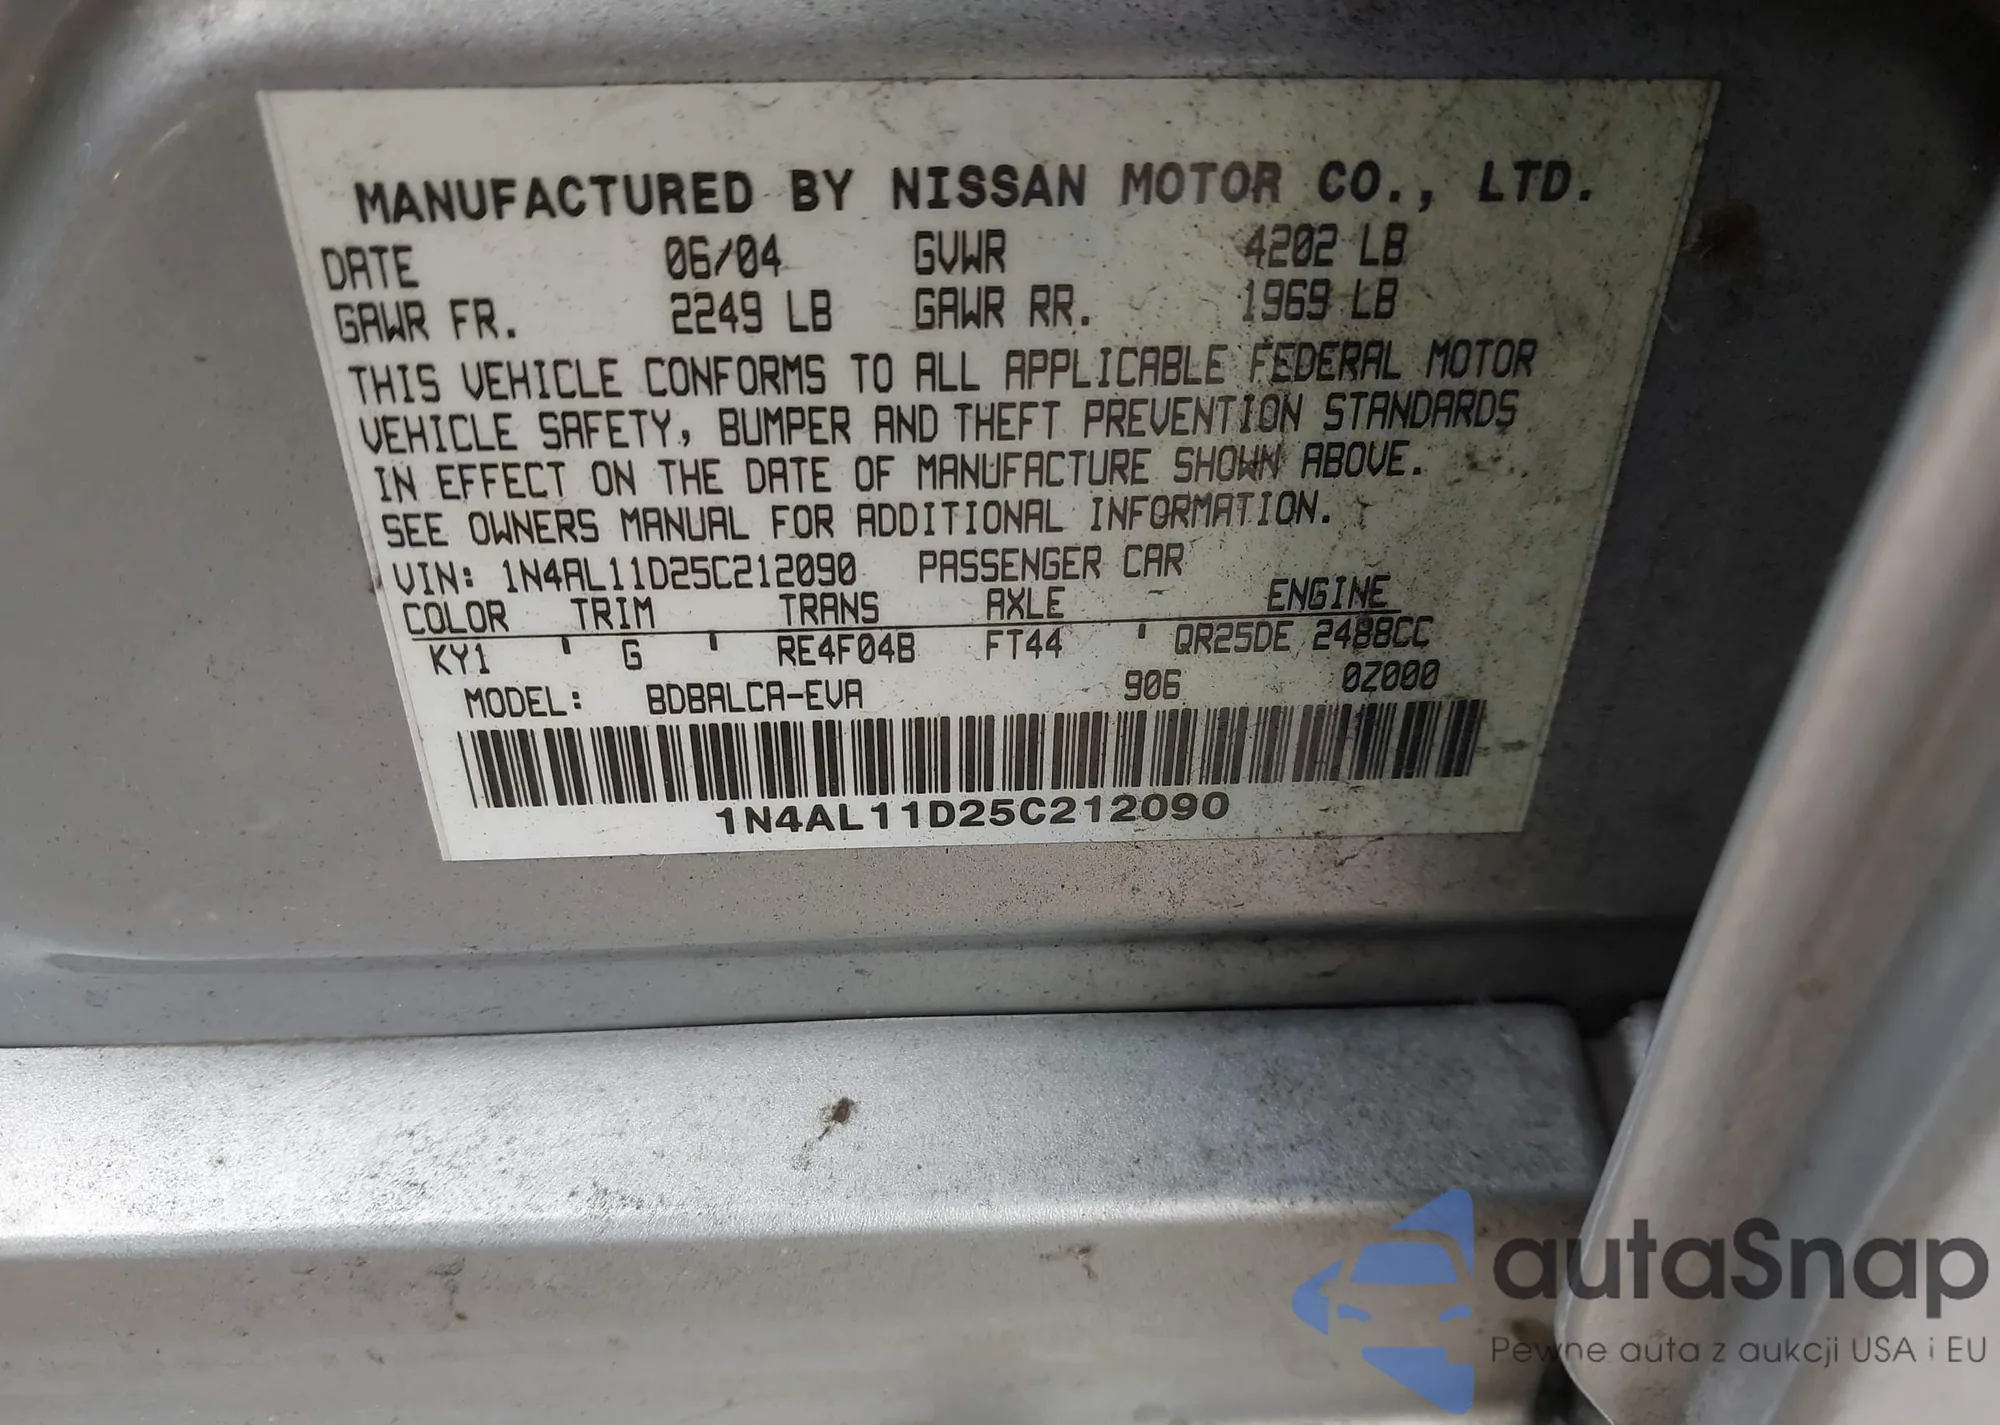 MANUFACTURED BY NISSAN MOTOR CO., LTD.
DATE 06/04 GVWR 4202 LB
GAWR FR. 2249 LB GAWR RR. 1969 LB
THIS VEHICLE CONFORMS TO ALL APPLICABLE FEDERAL MOTOR
VEHICLE SAFETY, BUMPER AND THEFT PREVENTION STANDARDS
IN EFFECT ON THE DATE OF MANUFACTURE SHOWN ABOVE.
SEE OWNERS MANUAL FOR ADDITIONAL INFORMATION.
VIN: 1N4AL11D25C212090 PASSENGER CAR
COLOR TRIM TRANS AXLE ENGINE
KY1 ' G ' RE4F04B FT44 ' QR25DE 2488CC
MODEL: BDBALCA-EVA 906 0Z000
1N4AL11D25C212090
autaSnap
Pewne auta z aukcji USA i EU